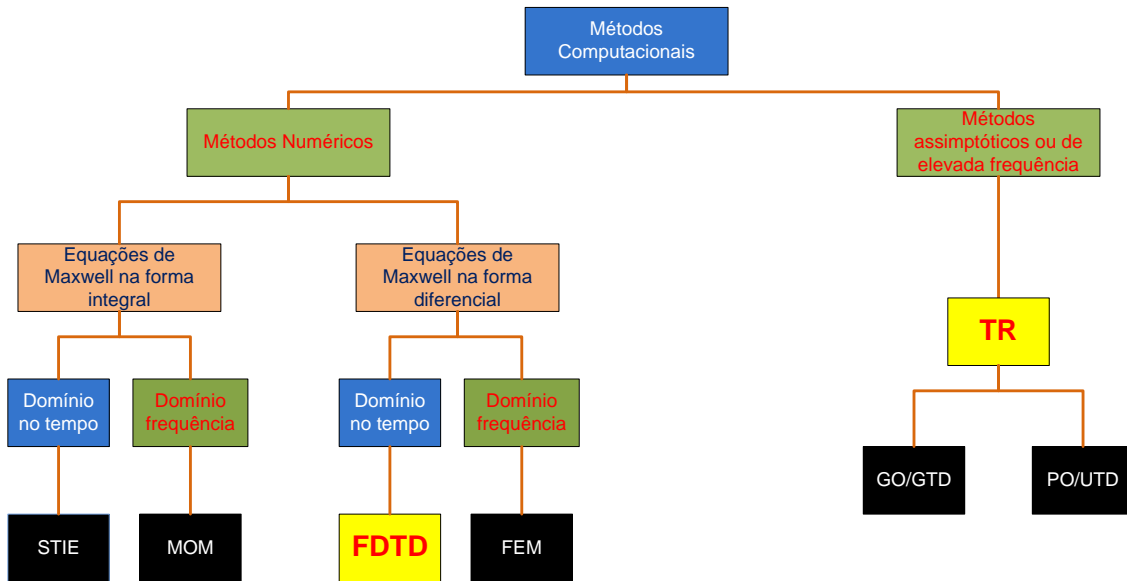 Métodos
Computacionais
Métodos Numéricos
Métodos
assimptóticos ou de
elevada frequência
Equações de
Maxwell na forma
integral
Equações de
Maxwell na forma
diferencial
TR
Domínio
no tempo
Domínio
frequência
Domínio
no tempo
Domínio
frequência
GO/GTD
PO/UTD
STIE
MOM
FDTD
FEM